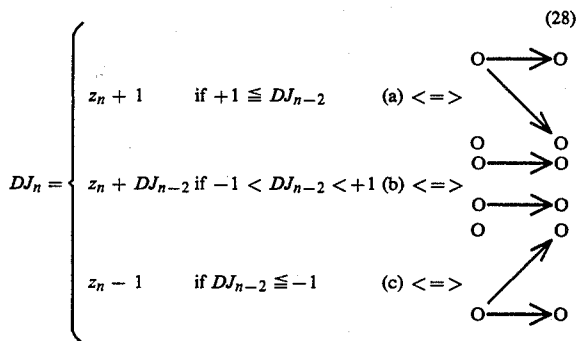 (28)
z_n + 1 if +1 ≦ DJ_{n-2} (a) <=>
DJ_n = { z_n + DJ_{n-2} if -1 < DJ_{n-2} < +1 (b) <=>
z_n - 1 if DJ_{n-2} ≦ -1 (c) <=>